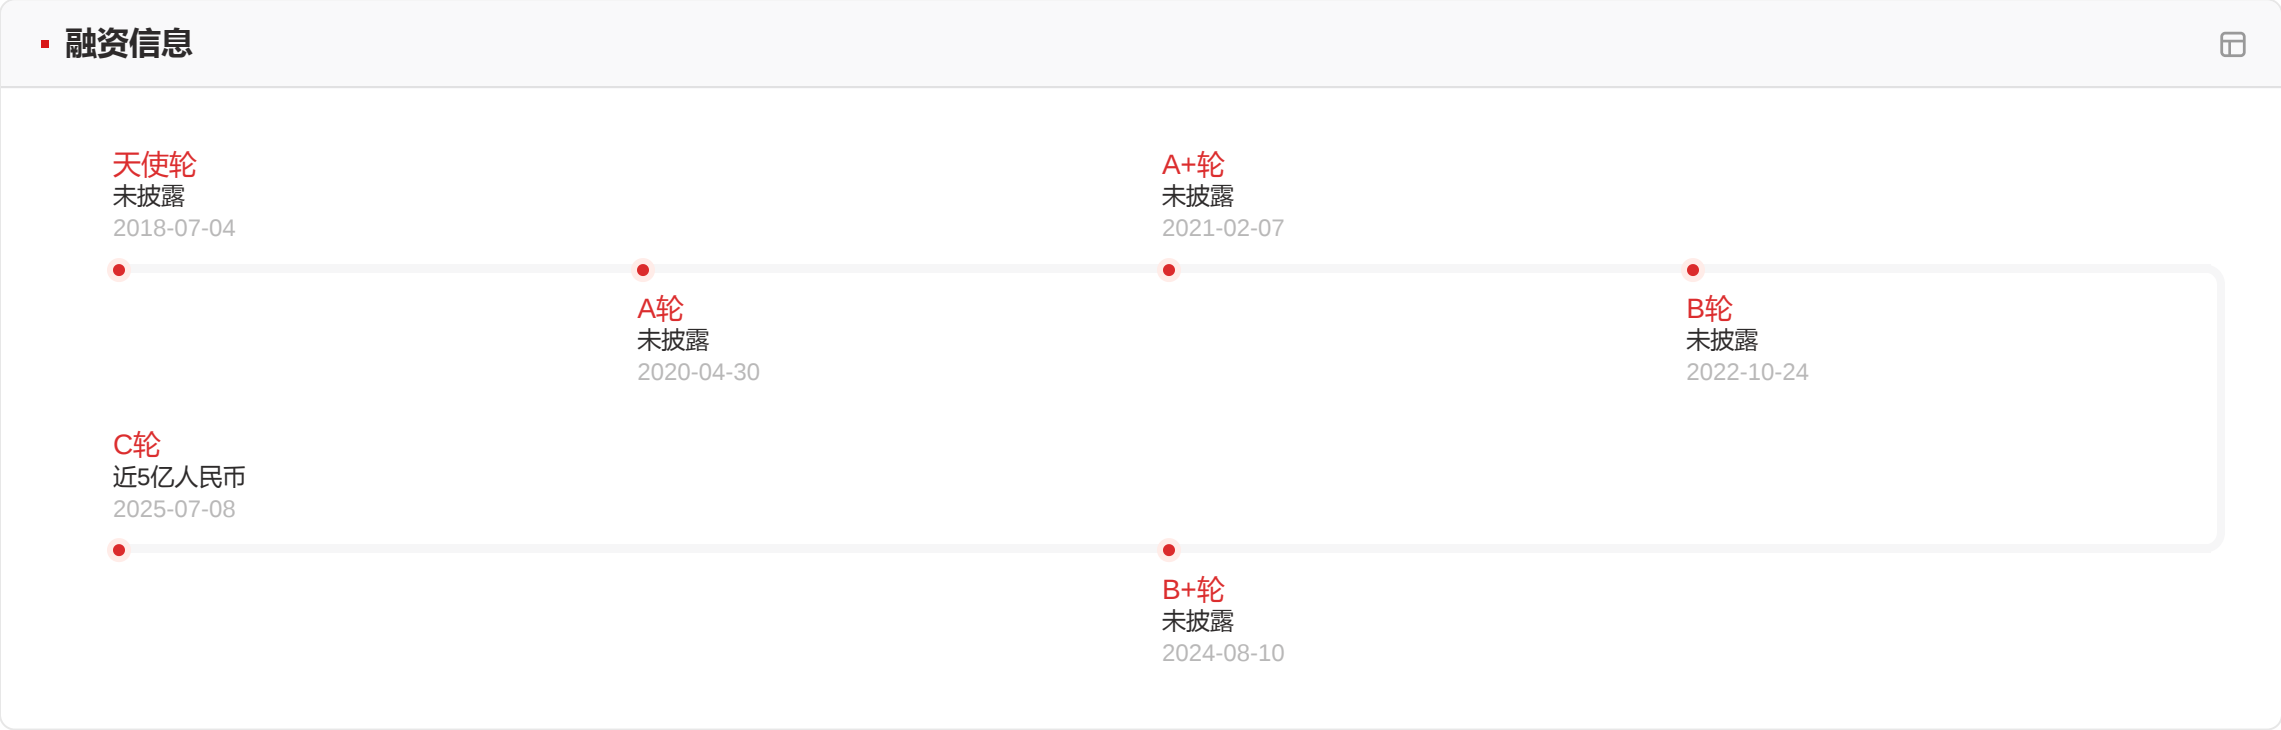 融资信息
天使轮
未披露
2018-07-04
A轮
未披露
2020-04-30
A+轮
未披露
2021-02-07
B轮
未披露
2022-10-24
B+轮
未披露
2024-08-10
C轮
近5亿人民币
2025-07-08